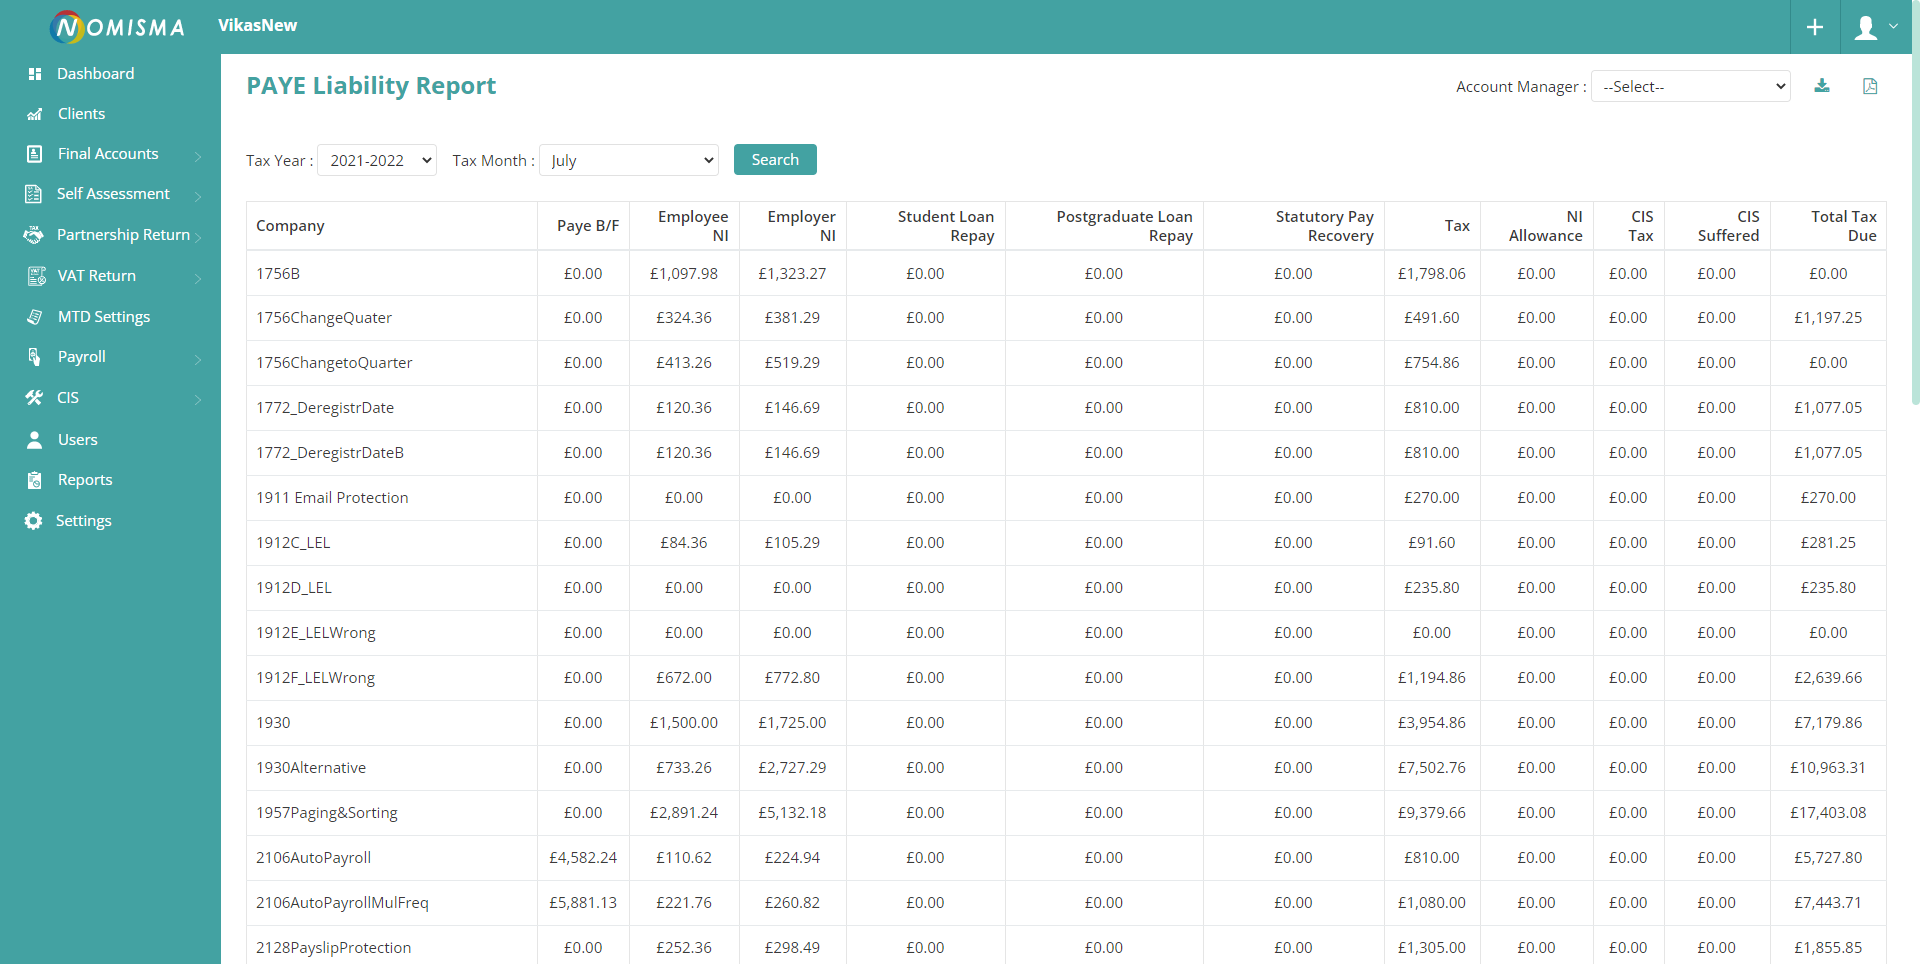 NOMISMA
VikasNew
Dashboard
Clients
Final Accounts
Self Assessment
Partnership Return
VAT Return
MTD Settings
Payroll
CIS
Users
Reports
Settings
PAYE Liability Report
Account Manager : --Select--
Tax Year : 2021-2022 Tax Month : July Search
Company Paye B/F Employee NI Employer NI Student Loan Repay Postgraduate Loan Repay Statutory Pay Recovery Tax NI Allowance CIS Tax CIS Suffered Total Tax Due
1756B £0.00 £1,097.98 £1,323.27 £0.00 £0.00 £0.00 £1,798.06 £0.00 £0.00 £0.00 £0.00
1756ChangeQuater £0.00 £324.36 £381.29 £0.00 £0.00 £0.00 £491.60 £0.00 £0.00 £0.00 £1,197.25
1756ChangetoQuarter £0.00 £413.26 £519.29 £0.00 £0.00 £0.00 £754.86 £0.00 £0.00 £0.00 £0.00
1772_DeregistrDate £0.00 £120.36 £146.69 £0.00 £0.00 £0.00 £810.00 £0.00 £0.00 £0.00 £1,077.05
1772_DeregistrDateB £0.00 £120.36 £146.69 £0.00 £0.00 £0.00 £810.00 £0.00 £0.00 £0.00 £1,077.05
1911 Email Protection £0.00 £0.00 £0.00 £0.00 £0.00 £0.00 £270.00 £0.00 £0.00 £0.00 £270.00
1912C_LEL £0.00 £84.36 £105.29 £0.00 £0.00 £0.00 £91.60 £0.00 £0.00 £0.00 £281.25
1912D_LEL £0.00 £0.00 £0.00 £0.00 £0.00 £0.00 £235.80 £0.00 £0.00 £0.00 £235.80
1912E_LELWrong £0.00 £0.00 £0.00 £0.00 £0.00 £0.00 £0.00 £0.00 £0.00 £0.00 £0.00
1912F_LELWrong £0.00 £672.00 £772.80 £0.00 £0.00 £0.00 £1,194.86 £0.00 £0.00 £0.00 £2,639.66
1930 £0.00 £1,500.00 £1,725.00 £0.00 £0.00 £0.00 £3,954.86 £0.00 £0.00 £0.00 £7,179.86
1930Alternative £0.00 £733.26 £2,727.29 £0.00 £0.00 £0.00 £7,502.76 £0.00 £0.00 £0.00 £10,963.31
1957Paging&Sorting £0.00 £2,891.24 £5,132.18 £0.00 £0.00 £0.00 £9,379.66 £0.00 £0.00 £0.00 £17,403.08
2106AutoPayroll £4,582.24 £110.62 £224.94 £0.00 £0.00 £0.00 £810.00 £0.00 £0.00 £0.00 £5,727.80
2106AutoPayrollMulFreq £5,881.13 £221.76 £260.82 £0.00 £0.00 £0.00 £1,080.00 £0.00 £0.00 £0.00 £7,443.71
2128PayslipProtection £0.00 £252.36 £298.49 £0.00 £0.00 £0.00 £1,305.00 £0.00 £0.00 £0.00 £1,855.85